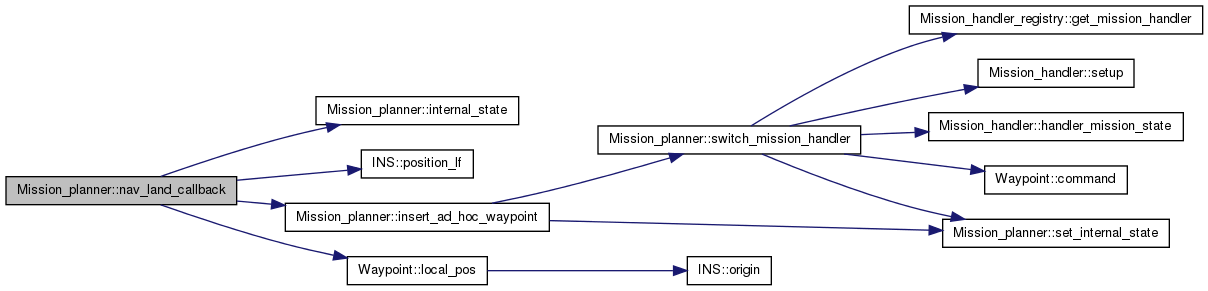 Mission_handler_registry::get_mission_handler
Mission_handler::setup
Mission_planner::internal_state
Mission_handler::handler_mission_state
Mission_planner::switch_mission_handler
INS::position_lf
Waypoint::command
Mission_planner::nav_land_callback
Mission_planner::insert_ad_hoc_waypoint
Mission_planner::set_internal_state
Waypoint::local_pos
INS::origin